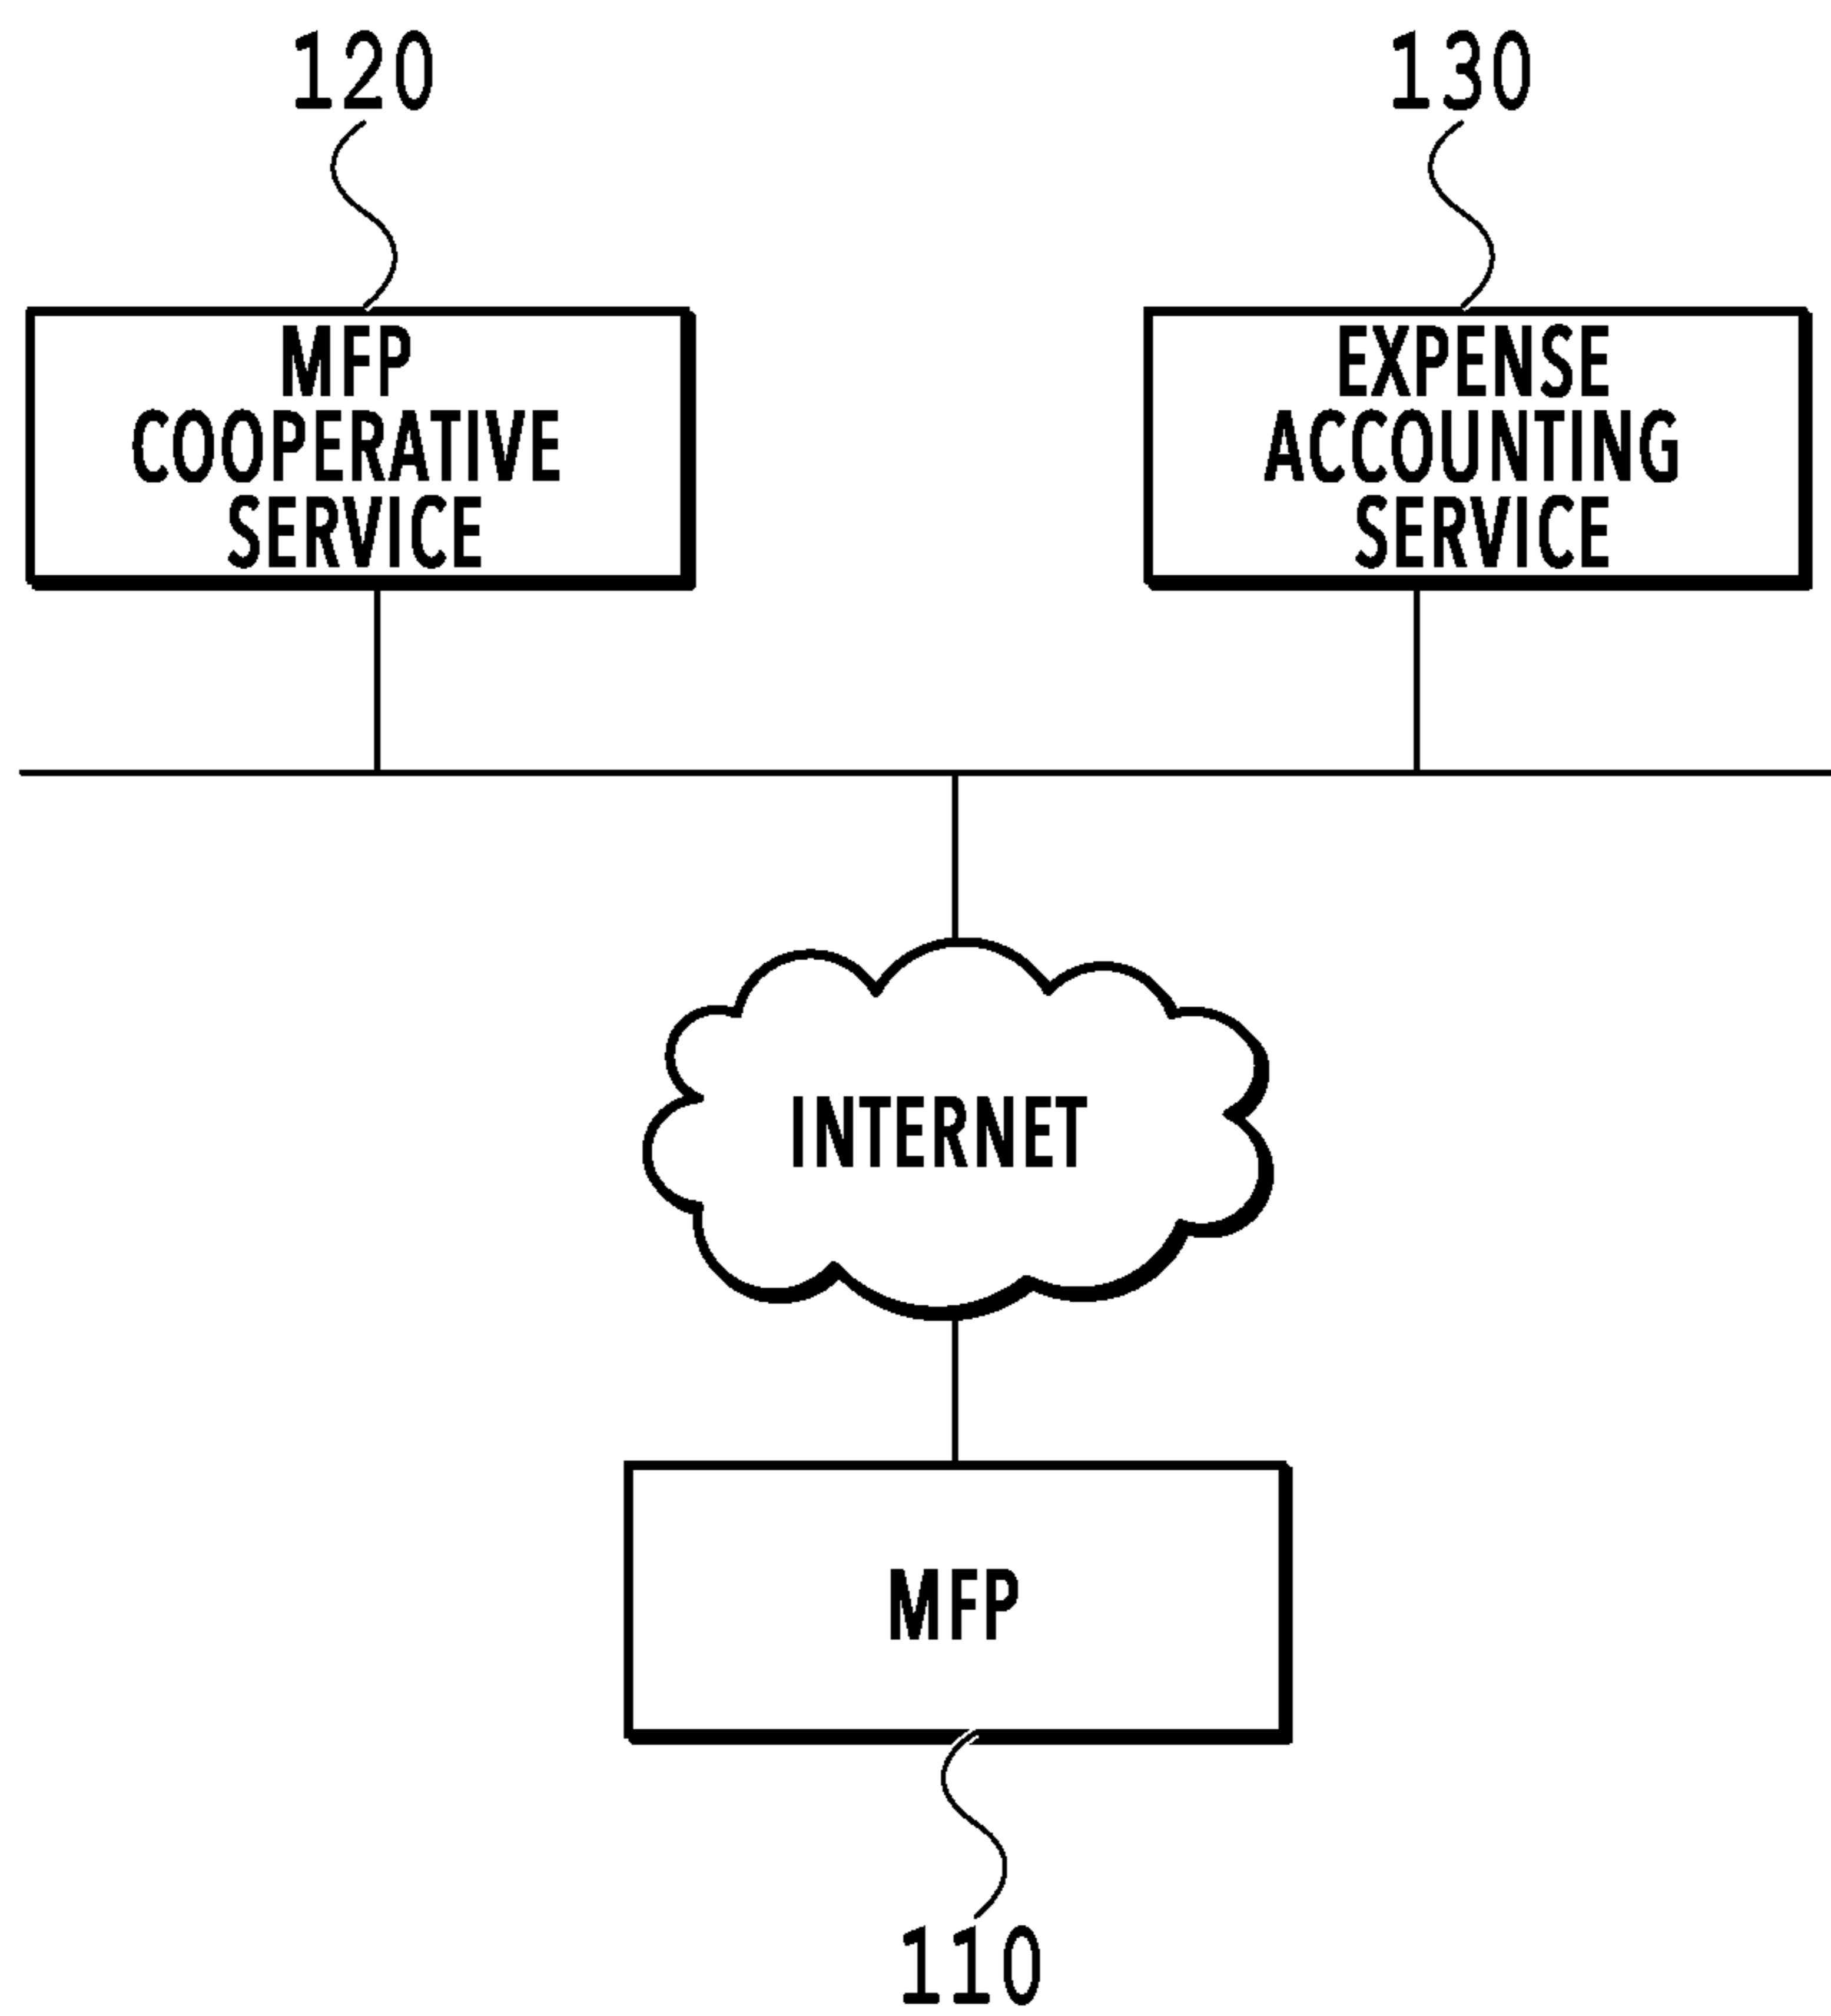 120
130
MFP
COOPERATIVE
SERVICE
EXPENSE
ACCOUNTING
SERVICE
INTERNET
MFP
110